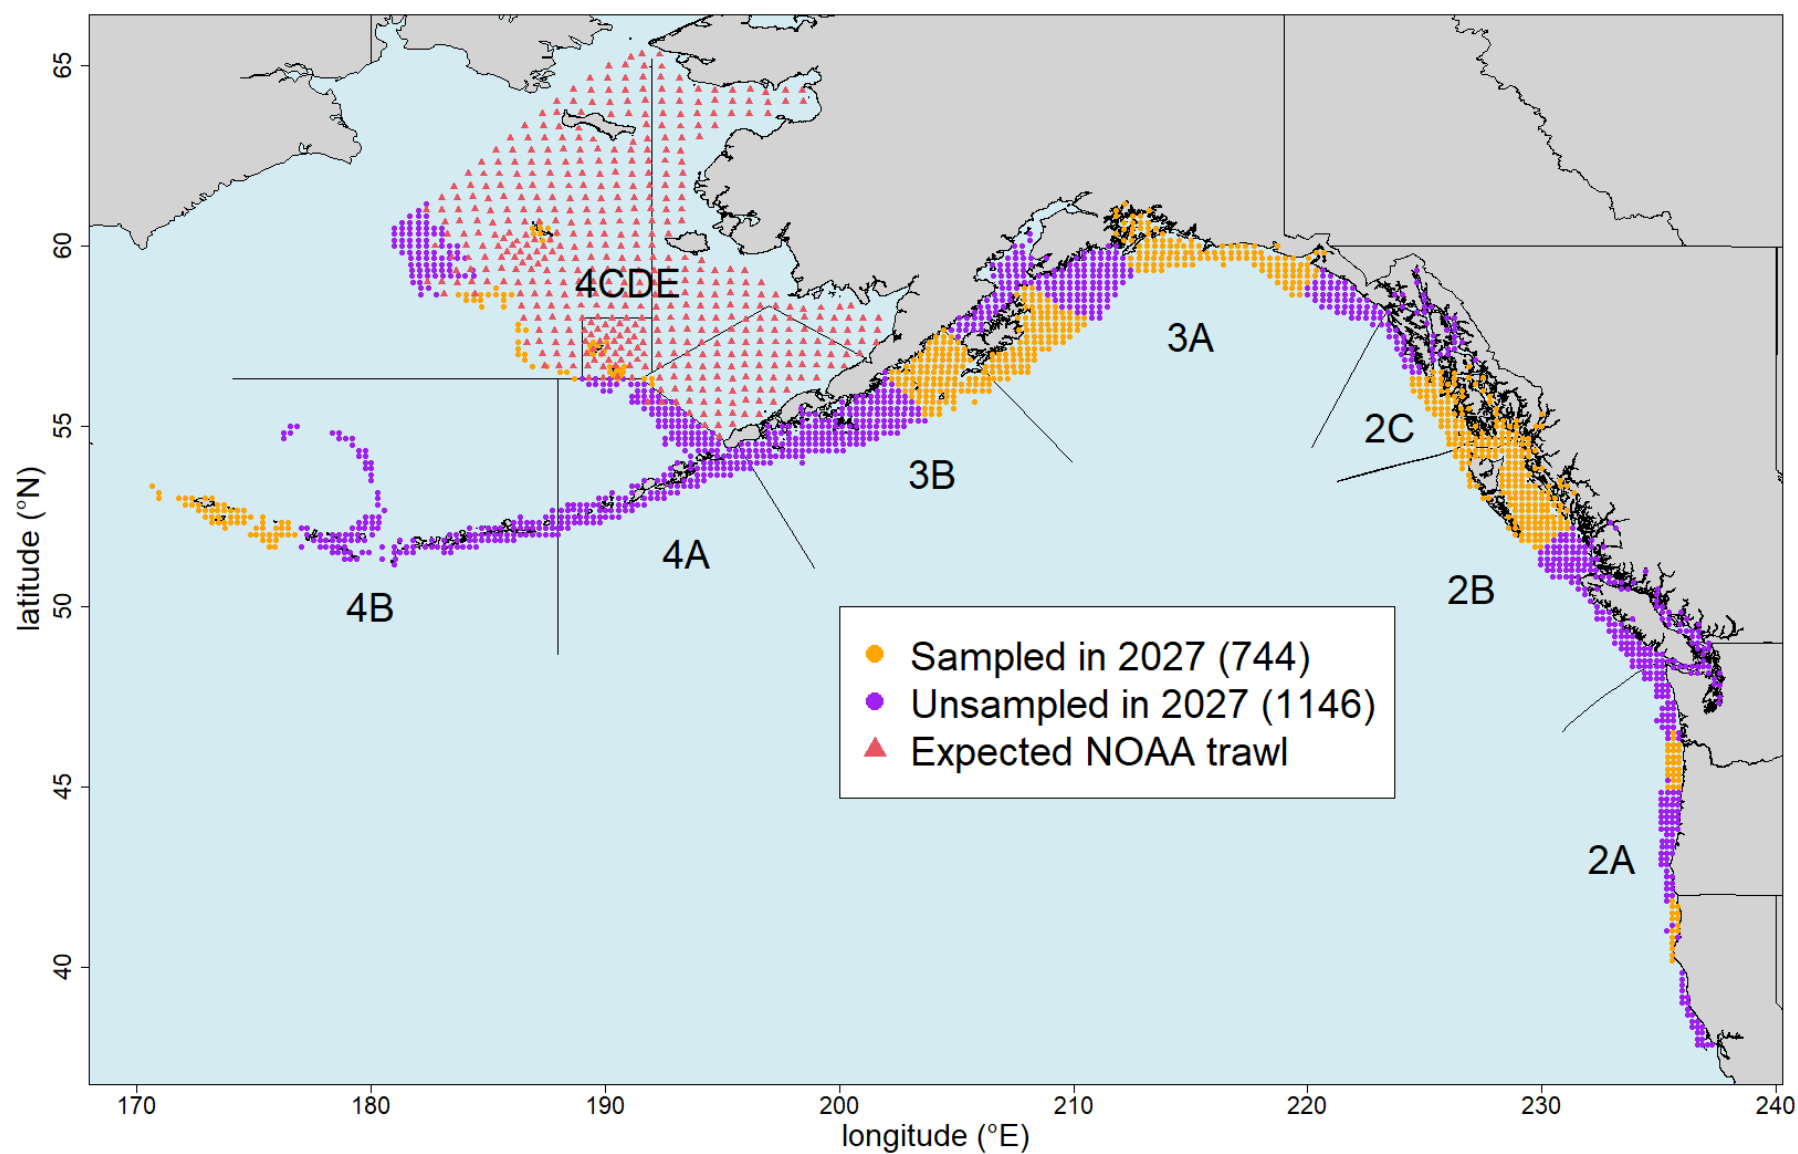 65
60
55
50
45
40
latitude (°N)
4CDE
3A
2C
3B
4A
4B
2B
2A
Sampled in 2027 (744)
Unsampled in 2027 (1146)
Expected NOAA trawl
170
180
190
200
210
220
230
240
longitude (°E)